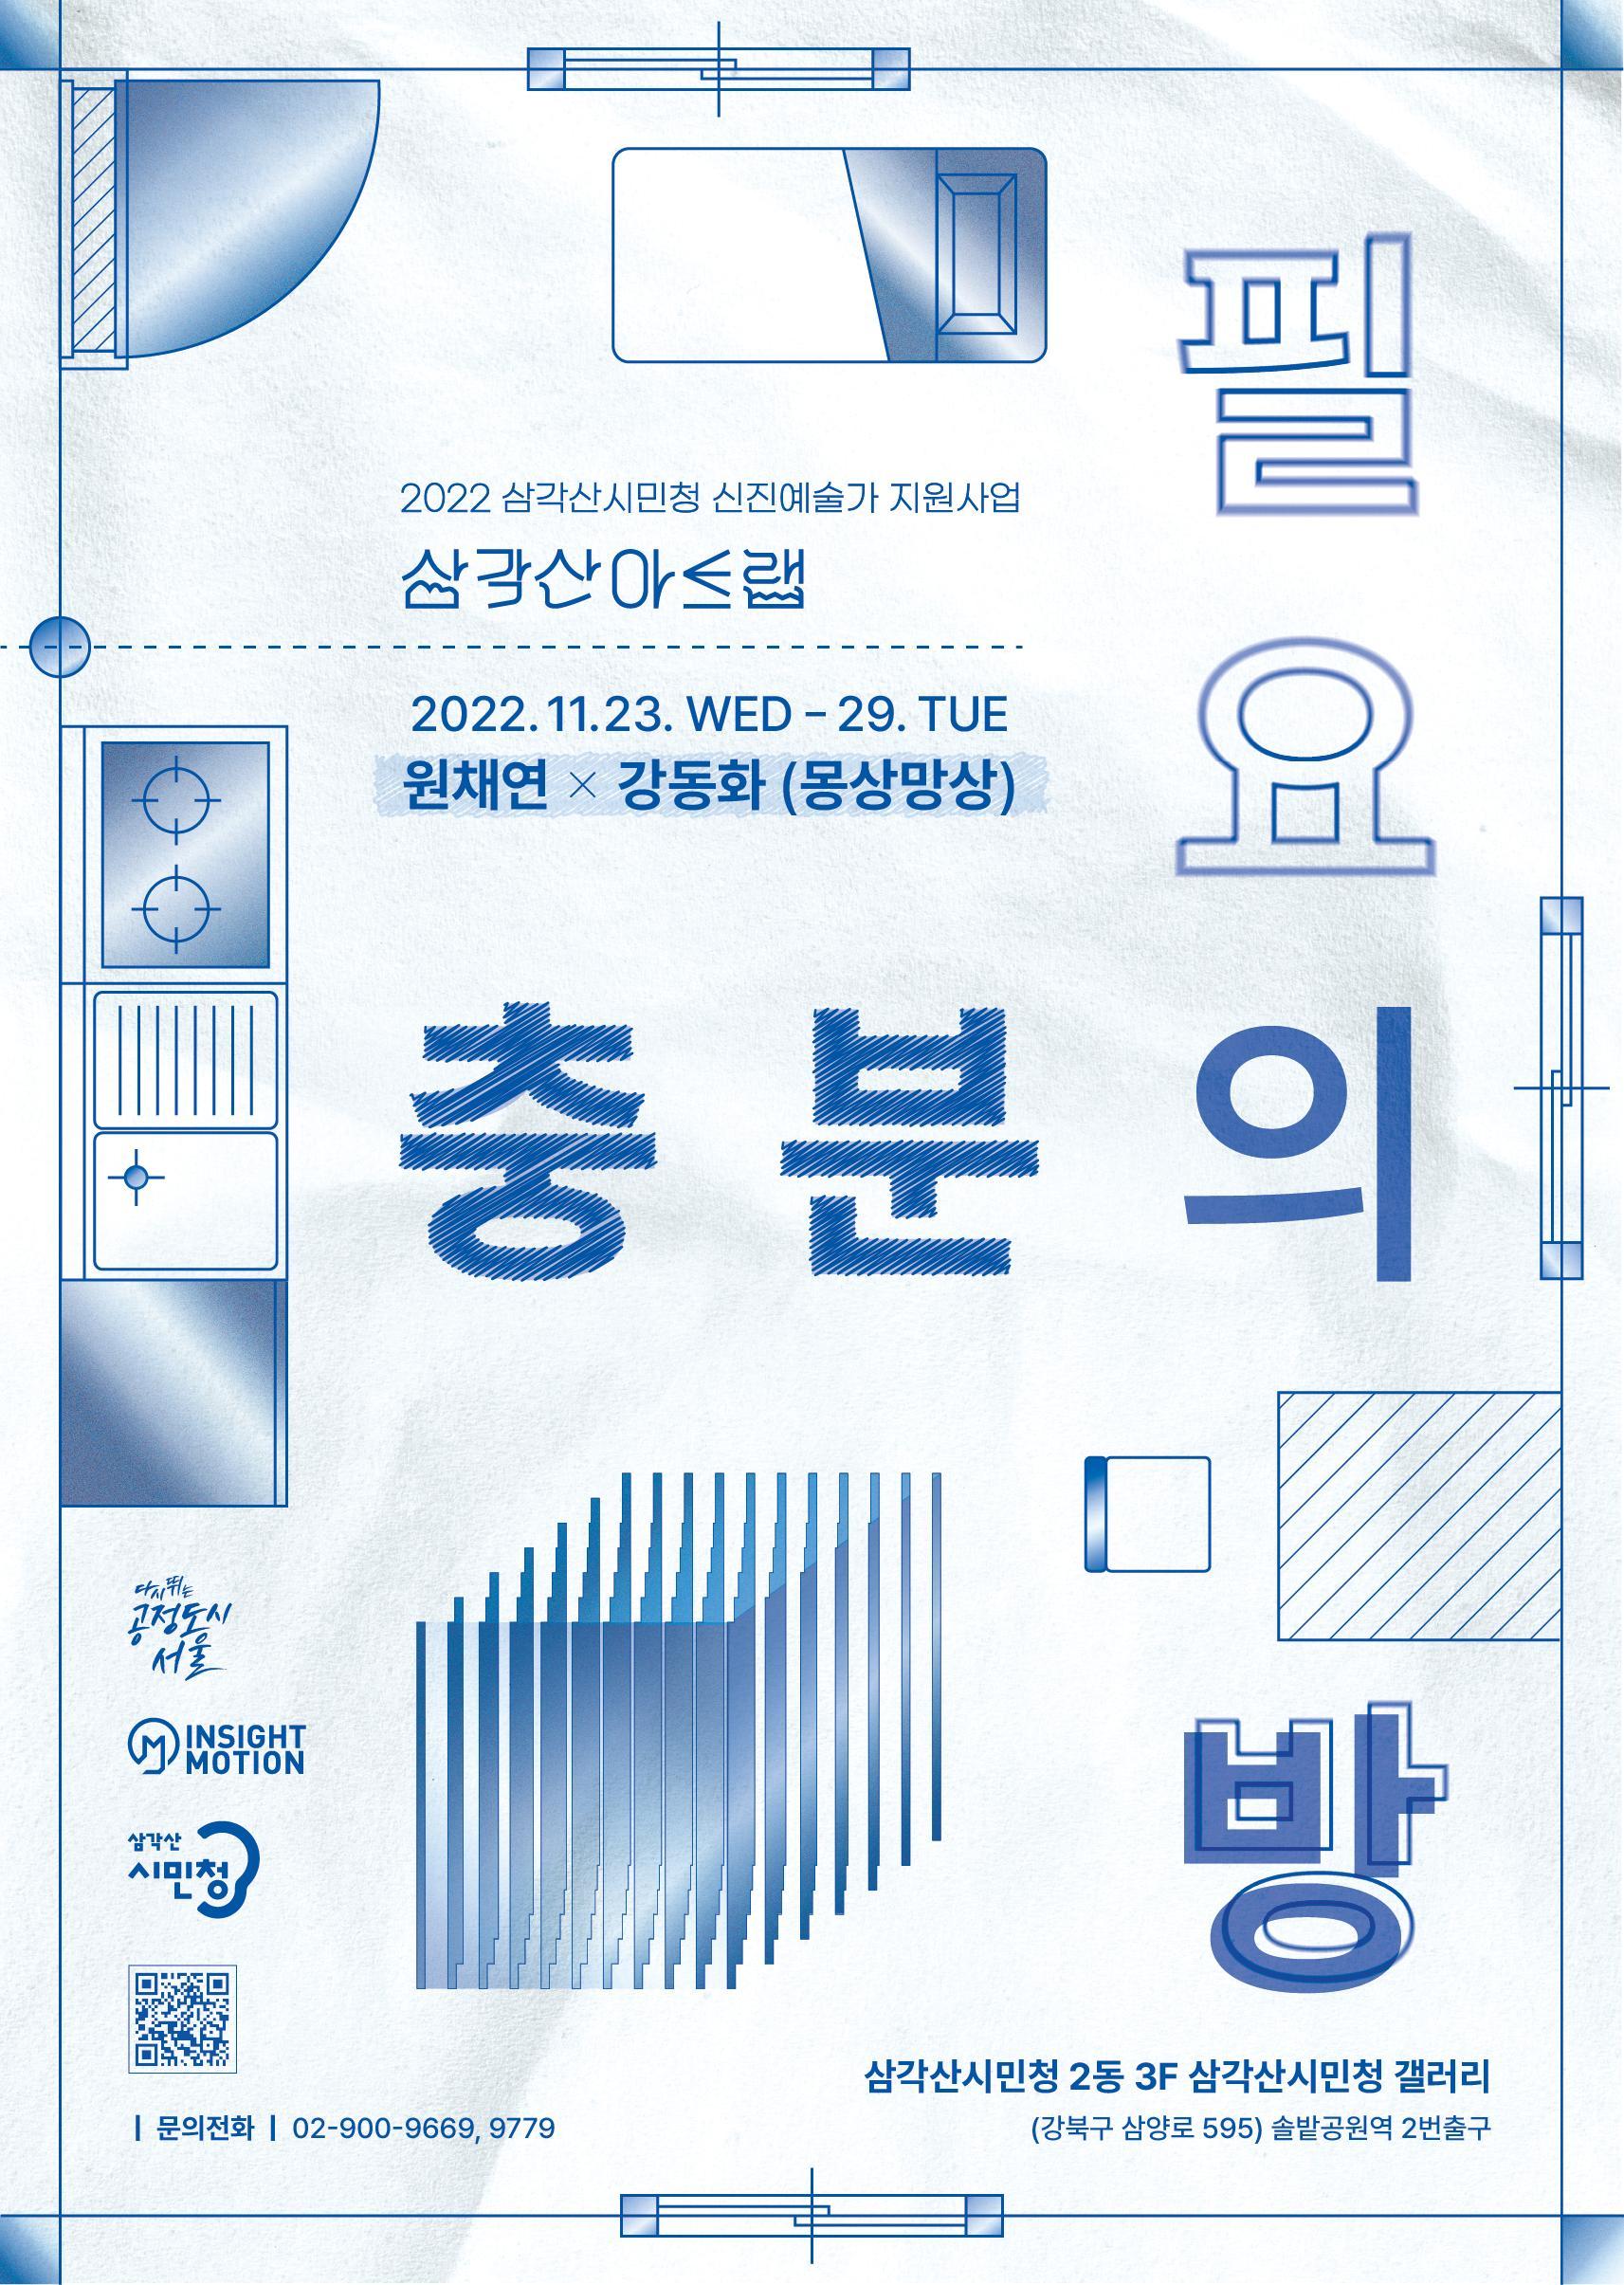 2022 삼각산시민청 신진예술가 지원사업
삼각산아츠랩
2022. 11.23. WED – 29. TUE
원채연 × 강동화 (몽상망상)
필
요
충 분 의
방
다시 뛰는
공정도시
서울
INSIGHT
MOTION
삼각산
시민청
삼각산시민청 2동 3F 삼각산시민청 갤러리
| 문의전화 | 02-900-9669, 9779
(강북구 삼양로 595) 솔밭공원역 2번출구